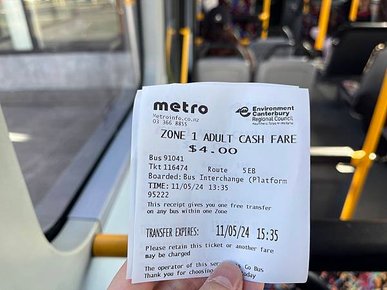 metro
Metroinfo.co.nz
03 366 8855
Environment
Canterbury
Regional Council
ZONE 1 ADULT CASH FARE
$4.00
Bus 91041
Tkt 116474 Route 5EB
Boarded: Bus Interchange (Platform
TIME: 11/05/24 13:35
95222
This receipt gives you one free transfer
on any bus within one Zone
TRANSFER EXPIRES: 11/05/24 15:35
Please retain this ticket or another fare
may be charged
The operator of this Go Bus
Thank you for choosing